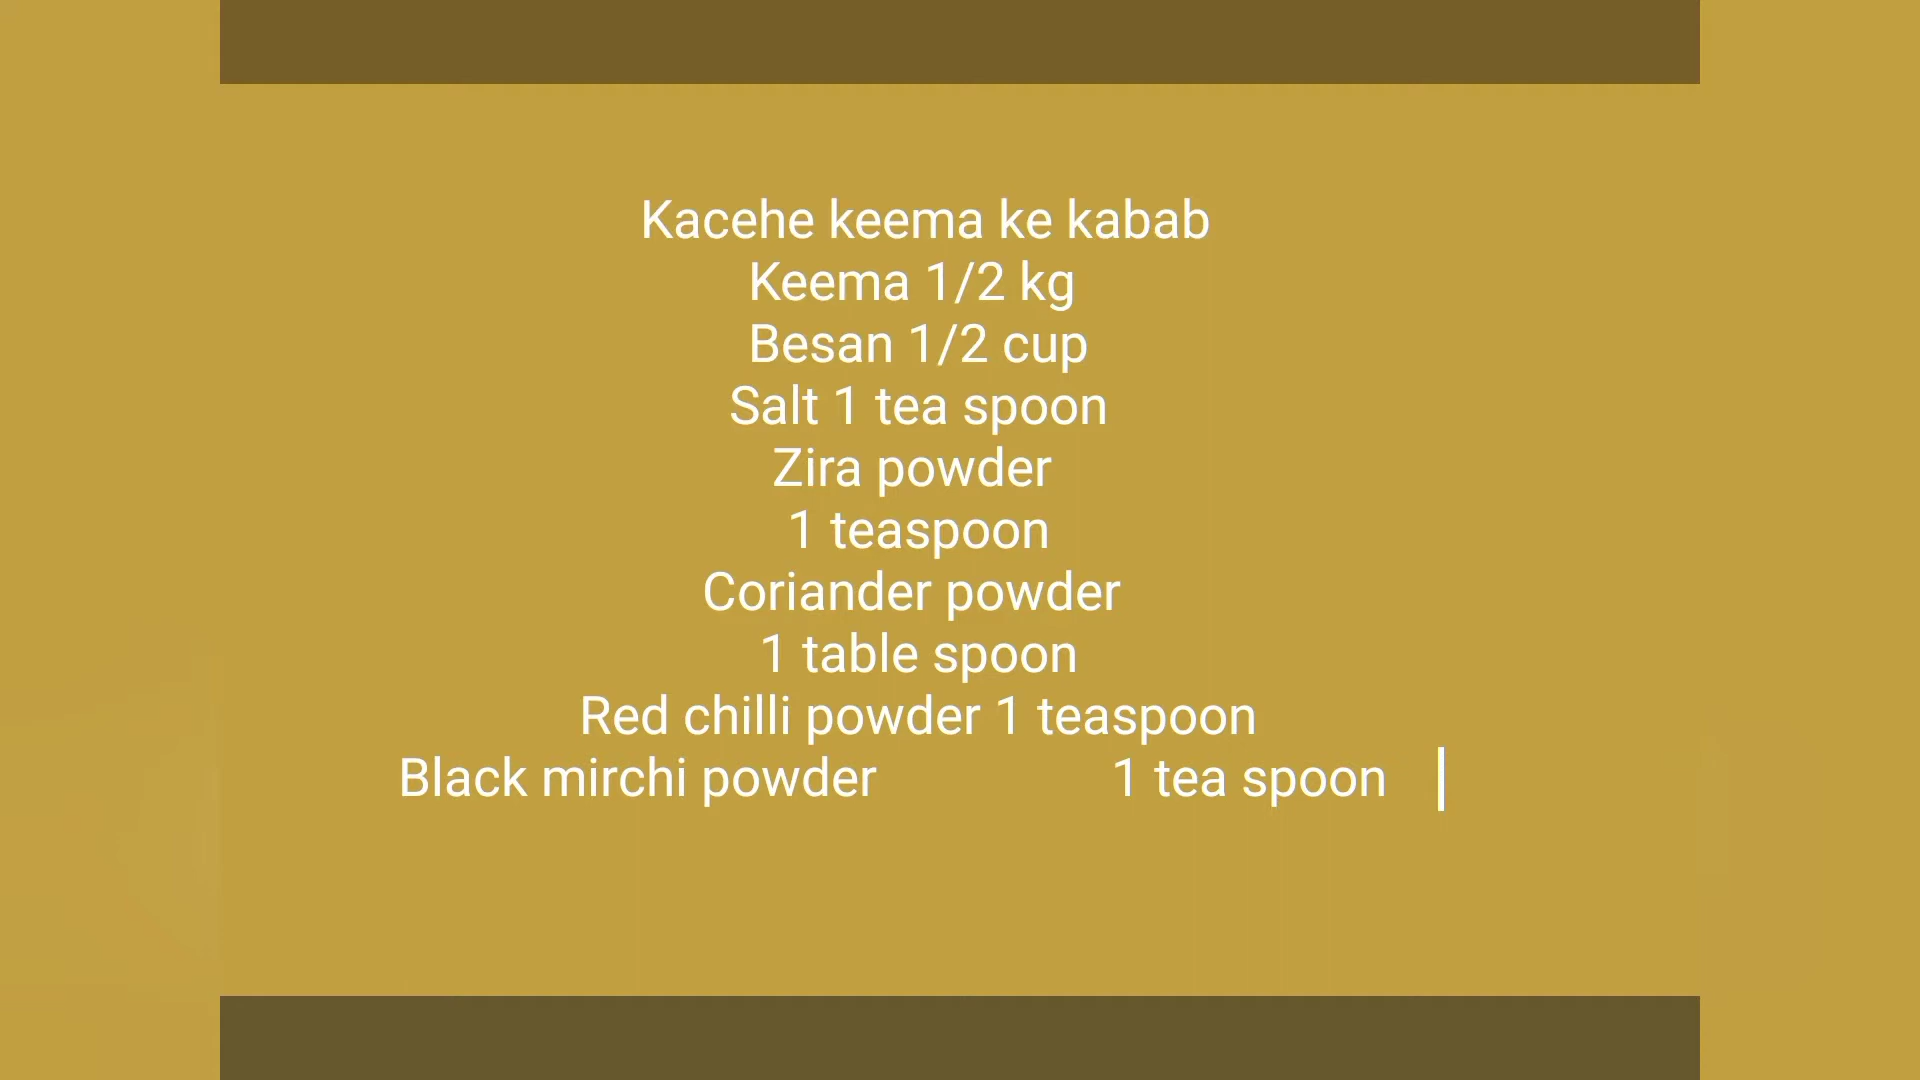 Kacehe keema ke kabab
Keema 1/2 kg
Besan 1/2 cup
Salt 1 tea spoon
Zira powder
1 teaspoon
Coriander powder
1 table spoon
Red chilli powder 1 teaspoon
Black mirchi powder 1 tea spoon